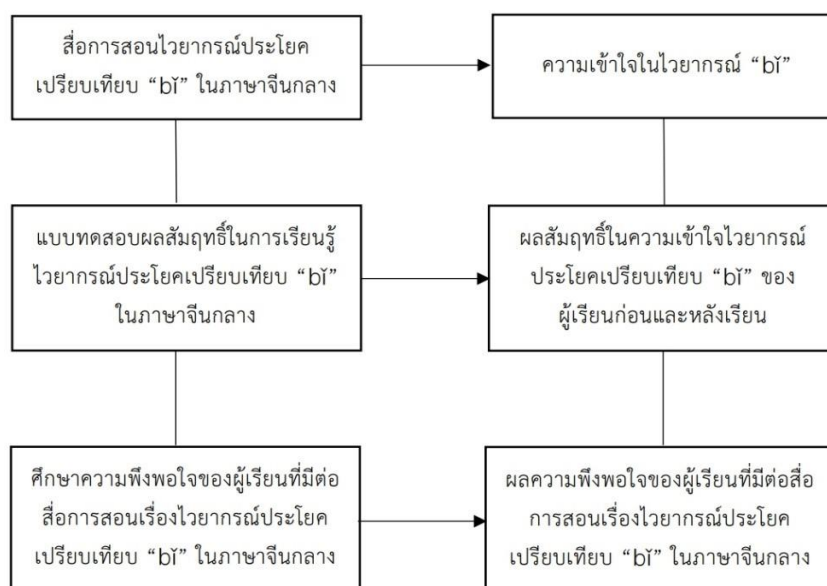 สื่อการสอนไวยากรณ์ประโยค
เปรียบเทียบ “bǐ” ในภาษาจีนกลาง
ความเข้าใจในไวยากรณ์ “bǐ”
แบบทดสอบผลสัมฤทธิ์ในการเรียนรู้
ไวยากรณ์ประโยคเปรียบเทียบ “bǐ”
ในภาษาจีนกลาง
ผลสัมฤทธิ์ในความเข้าใจไวยากรณ์
ประโยคเปรียบเทียบ “bǐ” ของ
ผู้เรียนก่อนและหลังเรียน
ศึกษาความพึงพอใจของผู้เรียนที่มีต่อ
สื่อการสอนเรื่องไวยากรณ์ประโยค
เปรียบเทียบ “bǐ” ในภาษาจีนกลาง
ผลความพึงพอใจของผู้เรียนที่มีต่อสื่อ
การสอนเรื่องไวยากรณ์ประโยค
เปรียบเทียบ “bǐ” ในภาษาจีนกลาง